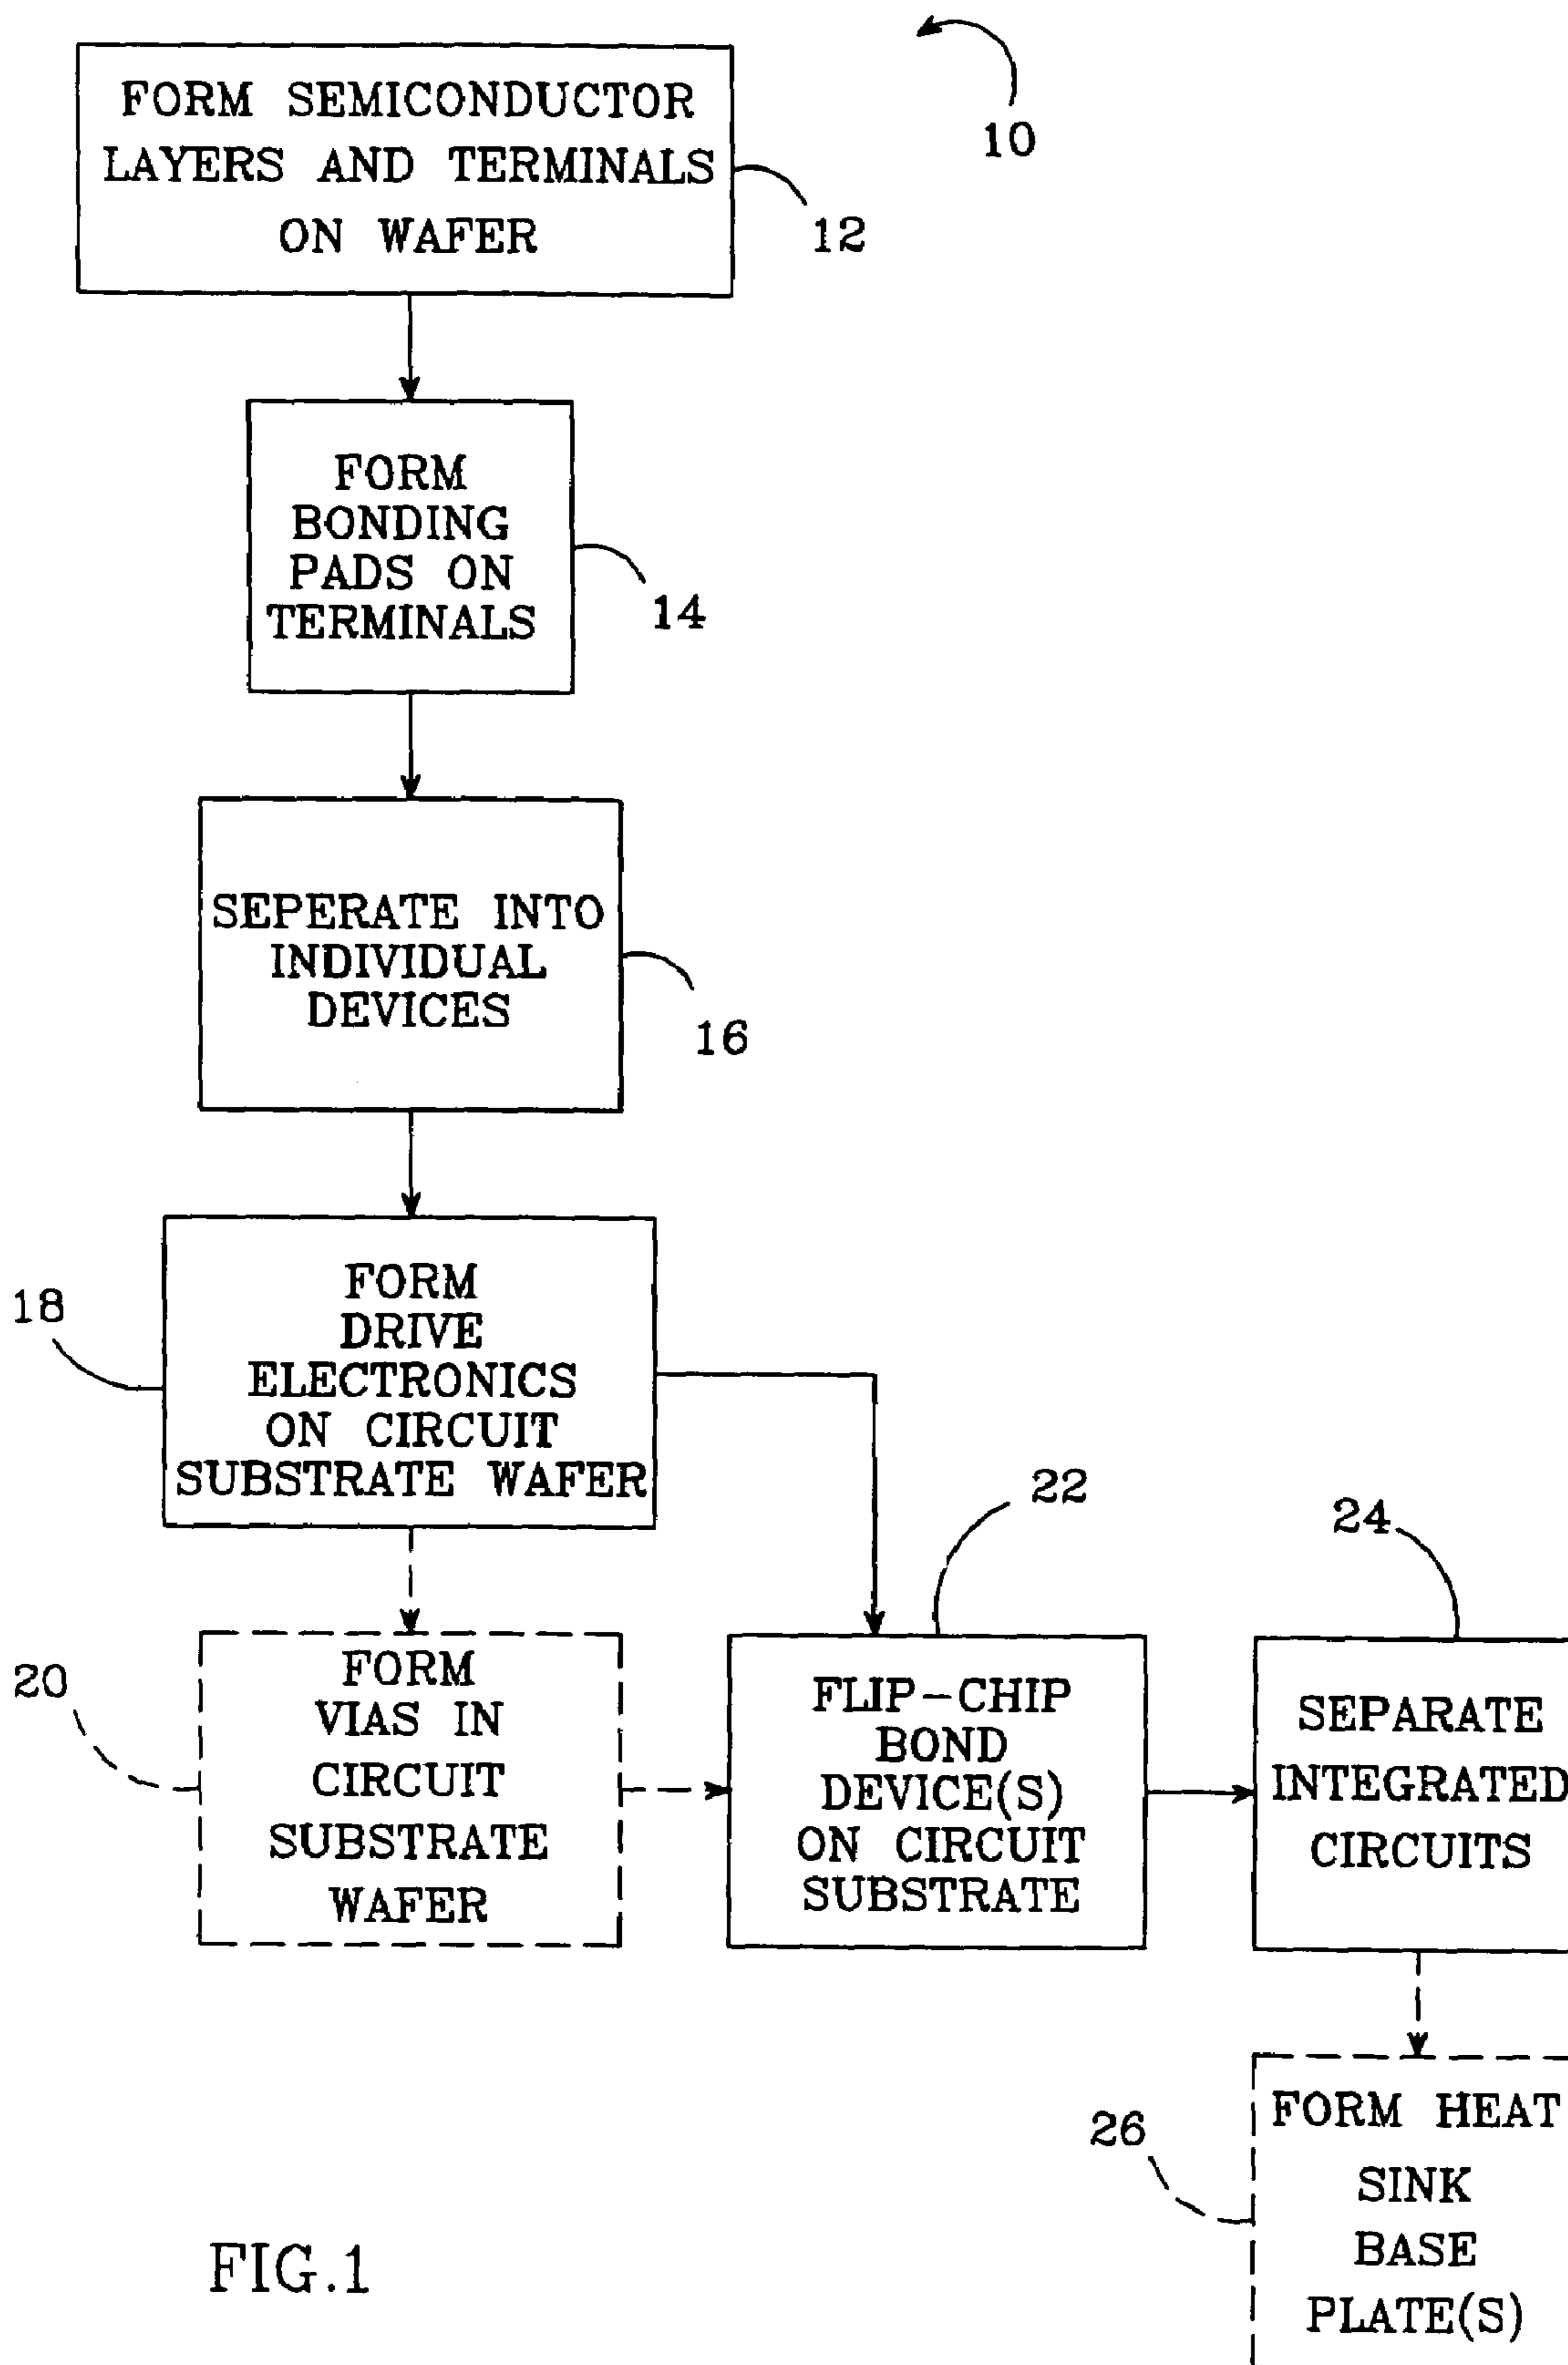 10
FORM SEMICONDUCTOR
LAYERS AND TERMINALS
ON WAFER
12
FORM
BONDING
PADS ON
TERMINALS
14
SEPERATE INTO
INDIVIDUAL
DEVICES
16
FORM
DRIVE
ELECTRONICS
ON CIRCUIT
SUBSTRATE WAFER
18
FORM
VIAS IN
CIRCUIT
SUBSTRATE
WAFER
20
22
FLIP-CHIP
BOND
DEVICE(S)
ON CIRCUIT
SUBSTRATE
24
SEPARATE
INTEGRATED
CIRCUITS
26
FORM HEAT
SINK
BASE
PLATE(S)
FIG.1